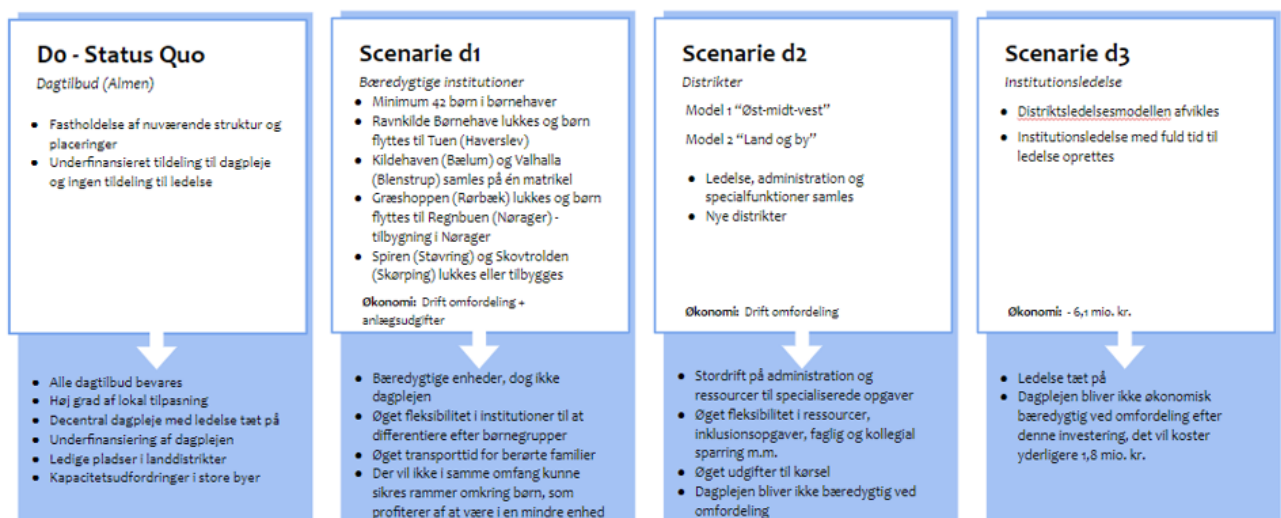 Do - Status Quo
Dagtilbud (Almen)
● Fastholdelse af nuværende struktur og
placeringer
● Underfinansieret tildeling til dagpleje
og ingen tildeling til ledelse
● Alle dagtilbud bevares
● Høj grad af lokal tilpasning
● Decentral dagpleje med ledelse tæt på
● Underfinansiering af dagplejen
● Ledige pladser i landdistrikter
● Kapacitetsudfordringer i store byer
Scenarie d1
Bæredygtige institutioner
● Minimum 42 børn i børnehaver
● Ravnkilde Børnehave lukkes og børn
flyttes til Tuen (Haverslev)
● Kildehaven (Bælum) og Valhalla
(Blenstrup) samles på én matrikel
● Græshoppen (Rørbæk) lukkes og børn
flyttes til Regnbuen (Nørager) -
tilbygning i Nørager
● Spiren (Støvring) og Skovtrolden
(Skørping) lukkes eller tilbygges
Økonomi: Drift omfordeling +
anlægsudgifter
● Bæredygtige enheder, dog ikke
dagplejen
● Øget fleksibilitet i institutioner til at
differentiere efter børnegrupper
● Øget transporttid for berørte familier
● Der vil ikke i samme omfang kunne
sikres rammer omkring børn, som
profiterer af at være i en mindre enhed
Scenarie d2
Distrikter
Model 1 “Øst-midt-vest”
Model 2 “Land og by”
● Ledelse, administration og
specialfunktioner samles
● Nye distrikter
Økonomi: Drift omfordeling
● Stordrift på administration og
ressourcer til specialiserede opgaver
● Øget fleksibilitet i ressourcer,
inklusionsopgaver, faglig og kollegial
sparring m.m.
● Øget udgifter til kørsel
● Dagplejen bliver ikke bæredygtig ved
omfordeling
Scenarie d3
Institutionsledelse
● Distriktsledelsesmodellen afvikles
● Institutionsledelse med fuld tid til
ledelse oprettes
Økonomi: - 6,1 mio. kr.
● Ledelse tæt på
● Dagplejen bliver ikke økonomisk
bæredygtig ved omfordeling efter
denne investering, det vil koster
yderligere 1,8 mio. kr.